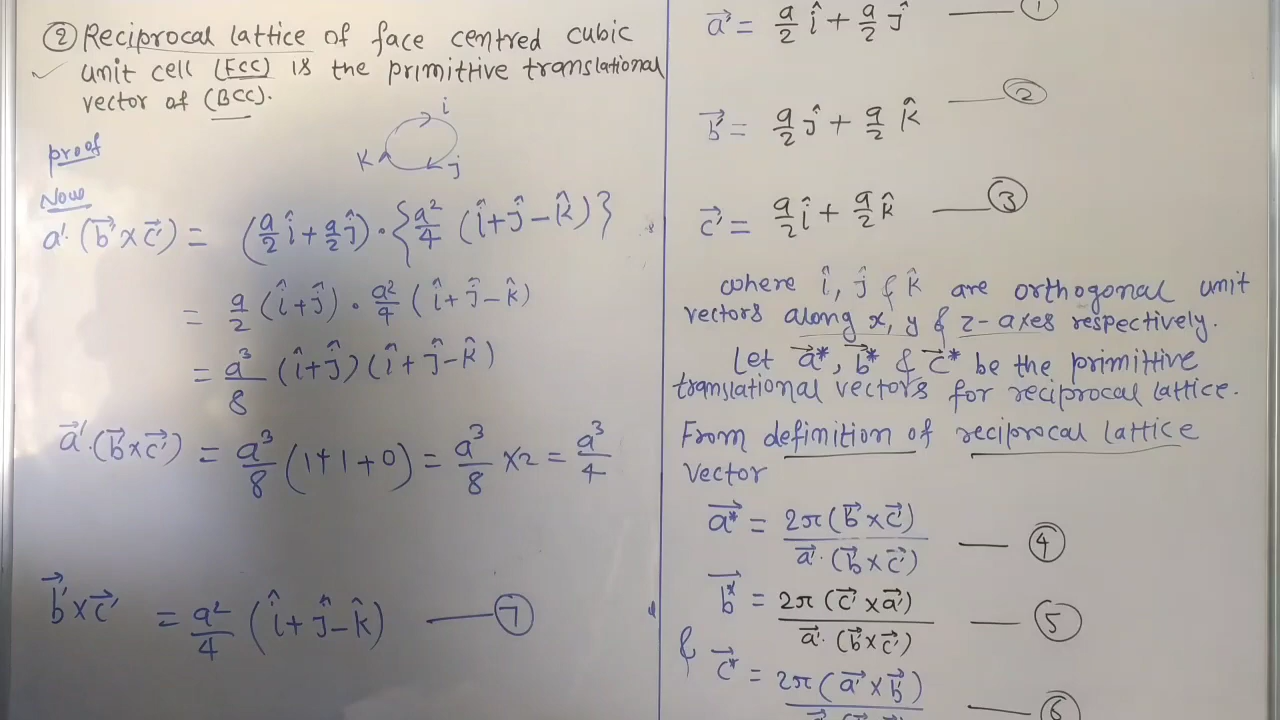 ② Reciprocal lattice of face centred cubic
unit cell (FCC) is the primittive translational
vector of (BCC).
i
K
j
proof
Now
a⃗'·(b⃗'×c⃗') = (a/2 î + a/2 ĵ)·{a²/4 (î+ĵ-k̂)}
= a/2 (î+ĵ)·a²/4 (î+ĵ-k̂)
= a³/8 (î+ĵ)(î+ĵ-k̂)
a⃗'·(b⃗'×c⃗') = a³/8 (1+1+0) = a³/8 ×2 = a³/4
b⃗'×c⃗' = a²/4 (î+ĵ-k̂) — ⑦
a⃗' = a/2 î + a/2 ĵ — ①
b⃗' = a/2 ĵ + a/2 k̂ — ②
c⃗' = a/2 î + a/2 k̂ — ③
where î, ĵ & k̂ are orthogonal unit
vectors along x, y & z-axes respectively.
Let a⃗*, b⃗* & c⃗* be the primittive
translational vectors for reciprocal lattice.
From definition of reciprocal lattice
vector
a⃗* = 2π(b⃗'×c⃗')/a⃗'·(b⃗'×c⃗') — ④
b⃗* = 2π(c⃗'×a⃗')/a⃗'·(b⃗'×c⃗') — ⑤
& c⃗* = 2π(a⃗'×b⃗') — ⑥